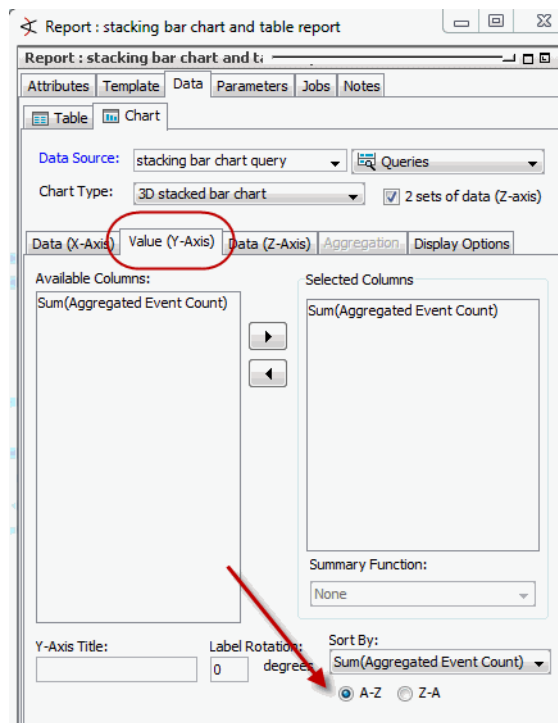 Report : stacking bar chart and table report
Report : stacking bar chart and ta
Attributes Template Data Parameters Jobs Notes
Table Chart
Data Source: stacking bar chart query Queries
Chart Type: 3D stacked bar chart 2 sets of data (Z-axis)
Data (X-Axis) Value (Y-Axis) Data (Z-Axis) Aggregation Display Options
Available Columns: Selected Columns
Sum(Aggregated Event Count) Sum(Aggregated Event Count)
Summary Function:
None
Y-Axis Title: Label Rotation: Sort By:
0 degrees Sum(Aggregated Event Count)
A-Z Z-A